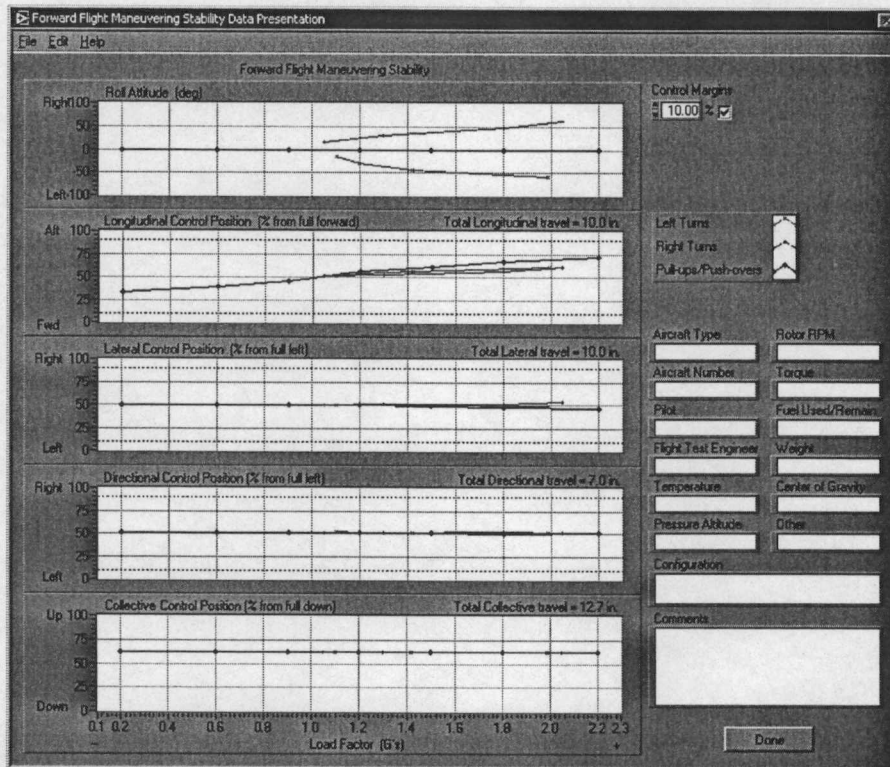 Forward Flight Maneuvering Stability Data Presentation
File Edit Help
Forward Flight Maneuvering Stability
Roll Attitude (deg)
Right 100
50
0
-50
Left -100
Longitudinal Control Position (% from full forward) Total Longitudinal travel = 10.0 in.
Aft 100
75
50
25
Fwd 0
Lateral Control Position (% from full left) Total Lateral travel = 10.0 in.
Right 100
75
50
25
Left 0
Directional Control Position (% from full left) Total Directional travel = 7.0 in.
Right 100
75
50
25
Left 0
Collective Control Position (% from full down) Total Collective travel = 12.7 in.
Up 100
75
50
25
Down 0
0.1 0.2 0.4 0.6 0.8 1.0 1.2 1.4 1.6 1.8 2.0 2.2 2.3
- Load Factor (G's) +
Control Margins
10.00 %
Left Turns
Right Turns
Pull-ups/Push-overs
Aircraft Type Rotor RPM
Aircraft Number Torque
Pilot Fuel Used/Remain
Flight Test Engineer Weight
Temperature Center of Gravity
Pressure Altitude Other
Configuration
Comments
Done